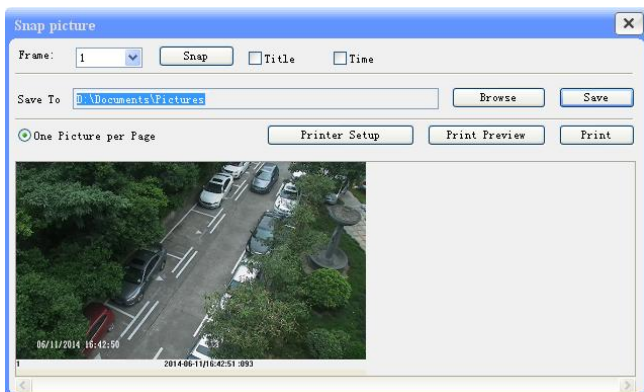 Snap picture
Frame: 1 Snap Title Time
Save To D:\Documents\Pictures Browse Save
One Picture per Page Printer Setup Print Preview Print
06/11/2014 16:42:50
1 2014-06-11/16:42:51 :093